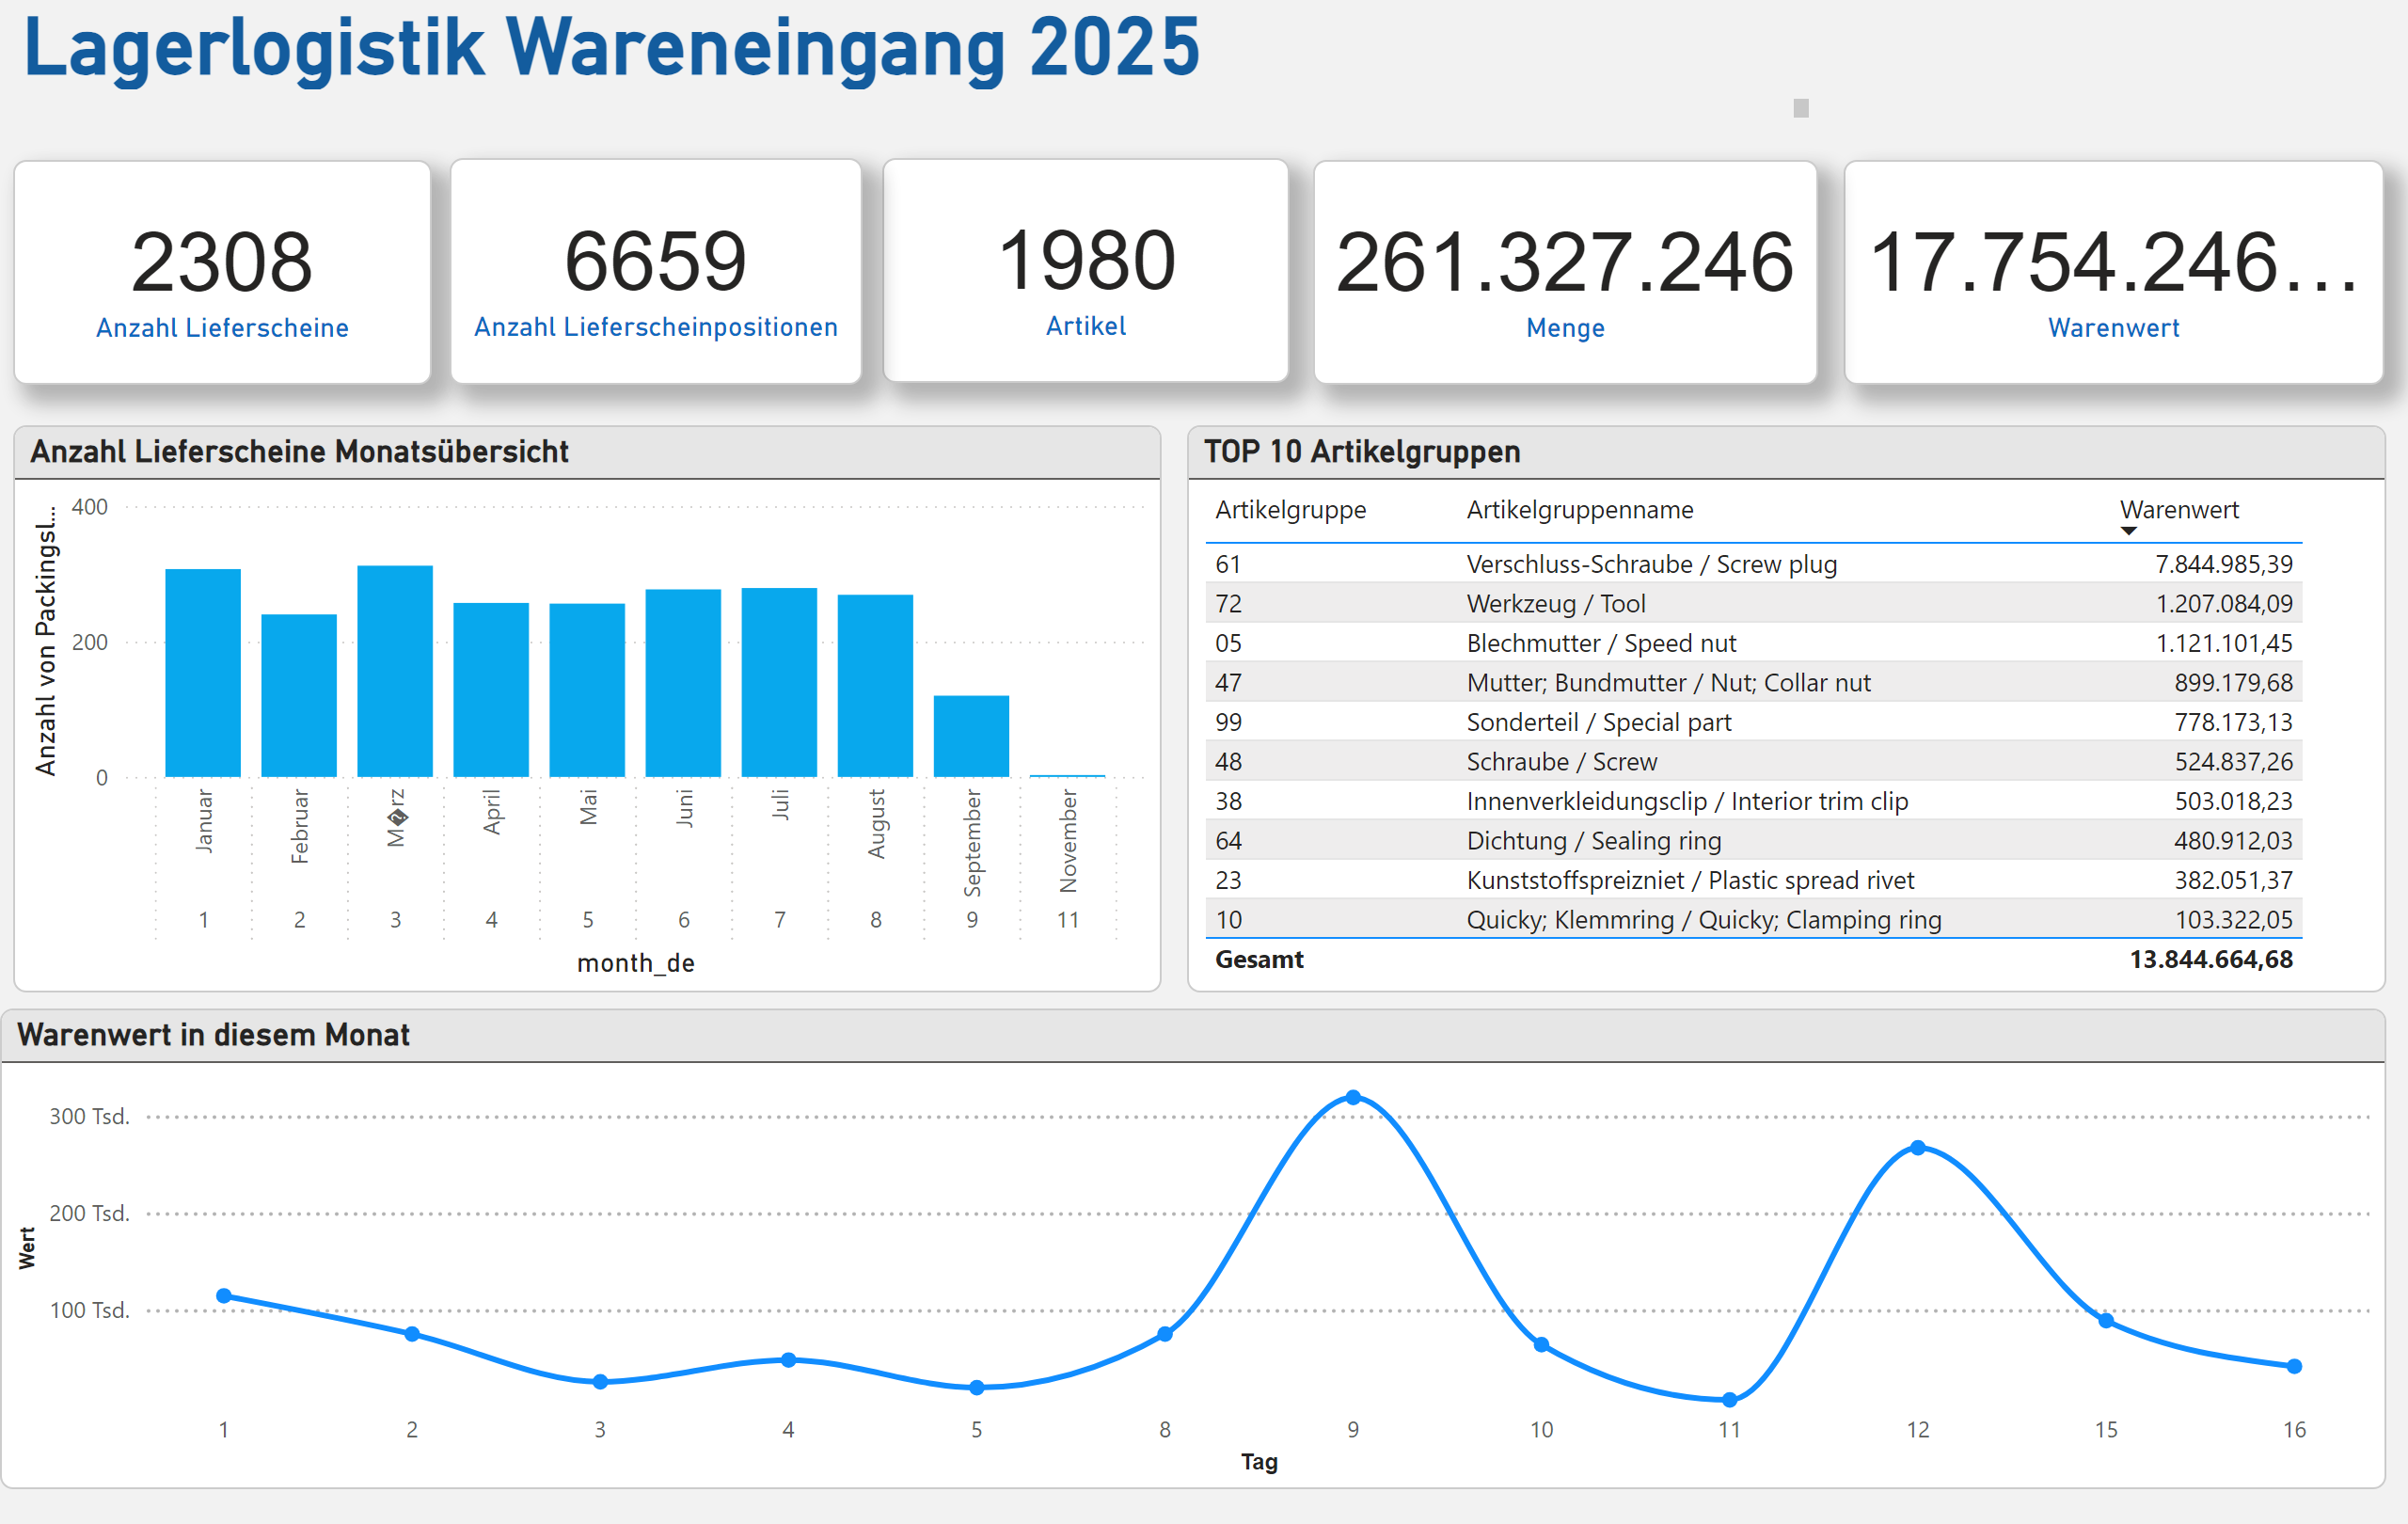 Lagerlogistik Wareneingang 2025
2308
Anzahl Lieferscheine
6659
Anzahl Lieferscheinpositionen
1980
Artikel
261.327.246
Menge
17.754.246...
Warenwert
Anzahl Lieferscheine Monatsübersicht
Anzahl von Packingsl...
400
200
0
Januar
Februar
M�rz
April
Mai
Juni
Juli
August
September
November
1 2 3 4 5 6 7 8 9 11
month_de
TOP 10 Artikelgruppen
Artikelgruppe Artikelgruppenname Warenwert
61 Verschluss-Schraube / Screw plug 7.844.985,39
72 Werkzeug / Tool 1.207.084,09
05 Blechmutter / Speed nut 1.121.101,45
47 Mutter; Bundmutter / Nut; Collar nut 899.179,68
99 Sonderteil / Special part 778.173,13
48 Schraube / Screw 524.837,26
38 Innenverkleidungsclip / Interior trim clip 503.018,23
64 Dichtung / Sealing ring 480.912,03
23 Kunststoffspreizniet / Plastic spread rivet 382.051,37
10 Quicky; Klemmring / Quicky; Clamping ring 103.322,05
Gesamt 13.844.664,68
Warenwert in diesem Monat
Wert
300 Tsd.
200 Tsd.
100 Tsd.
1 2 3 4 5 8 9 10 11 12 15 16
Tag